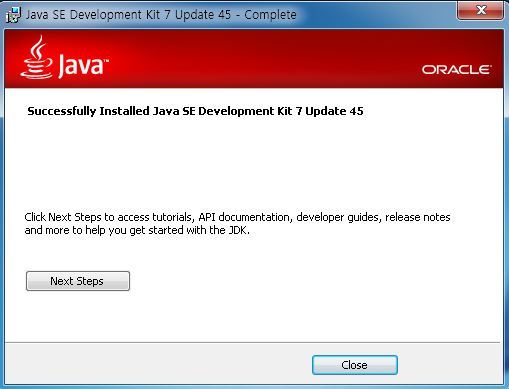 Java SE Development Kit 7 Update 45 - Complete
Java™
ORACLE®
Successfully Installed Java SE Development Kit 7 Update 45
Click Next Steps to access tutorials, API documentation, developer guides, release notes
and more to help you get started with the JDK.
Next Steps
Close